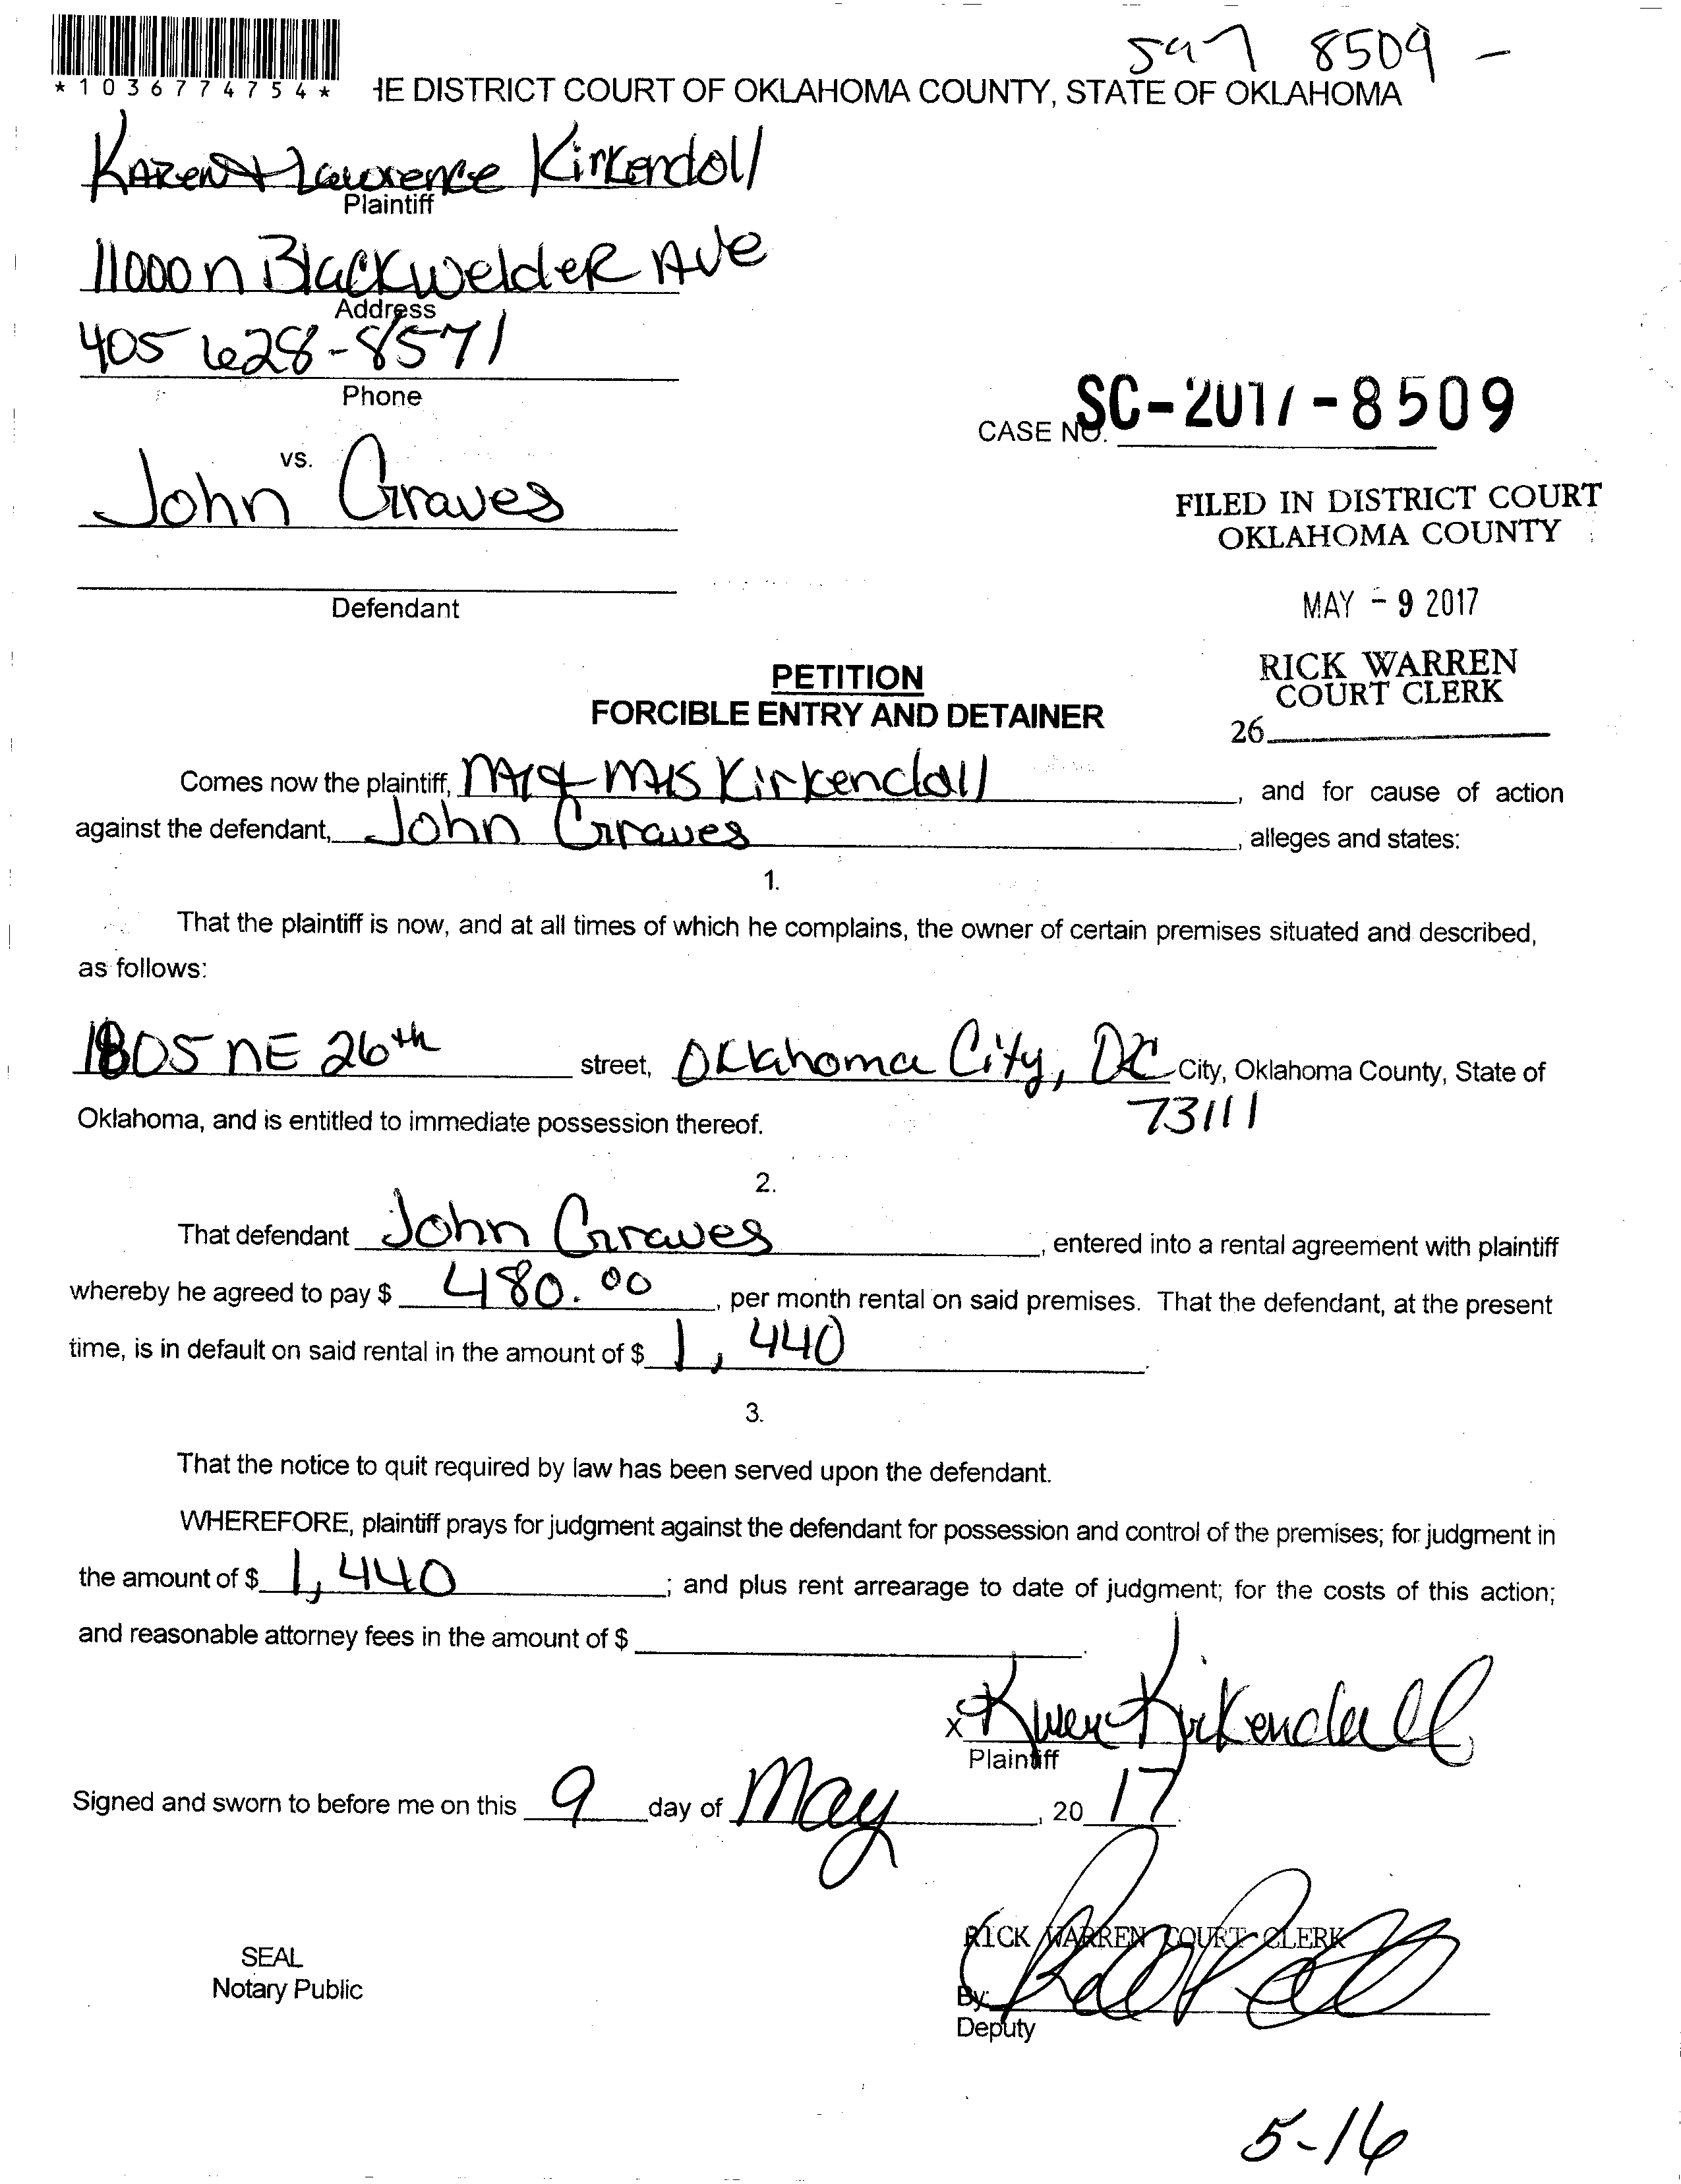 597 8509 -
*1036774754*
HE DISTRICT COURT OF OKLAHOMA COUNTY, STATE OF OKLAHOMA
Karen & Lawrence Kirkendoll
Plaintiff
11000 N Blackwelder Ave
Address
405 628-8571
Phone
CASE NO. SC-2017-8509
vs.
John Graves
FILED IN DISTRICT COURT
OKLAHOMA COUNTY
Defendant
MAY - 9 2017
PETITION
FORCIBLE ENTRY AND DETAINER
RICK WARREN
COURT CLERK
26
Comes now the plaintiff, Mr & Mrs Kirkendall, and for cause of action
against the defendant, John Graves, alleges and states:
1.
That the plaintiff is now, and at all times of which he complains, the owner of certain premises situated and described,
as follows:
1805 NE 26th street, Oklahoma City, City, Oklahoma County, State of
73111
Oklahoma, and is entitled to immediate possession thereof.
2.
That defendant John Graves, entered into a rental agreement with plaintiff
whereby he agreed to pay $ 480.00, per month rental on said premises. That the defendant, at the present
time, is in default on said rental in the amount of $ 1,440.
3.
That the notice to quit required by law has been served upon the defendant.
WHEREFORE, plaintiff prays for judgment against the defendant for possession and control of the premises; for judgment in
the amount of $ 1,440; and plus rent arrearage to date of judgment; for the costs of this action;
and reasonable attorney fees in the amount of $
x Karen Kirkendall
Plaintiff
Signed and sworn to before me on this 9 day of May, 20 17.
RICK WARREN COURT CLERK
SEAL
Notary Public
By:
Deputy
5-16